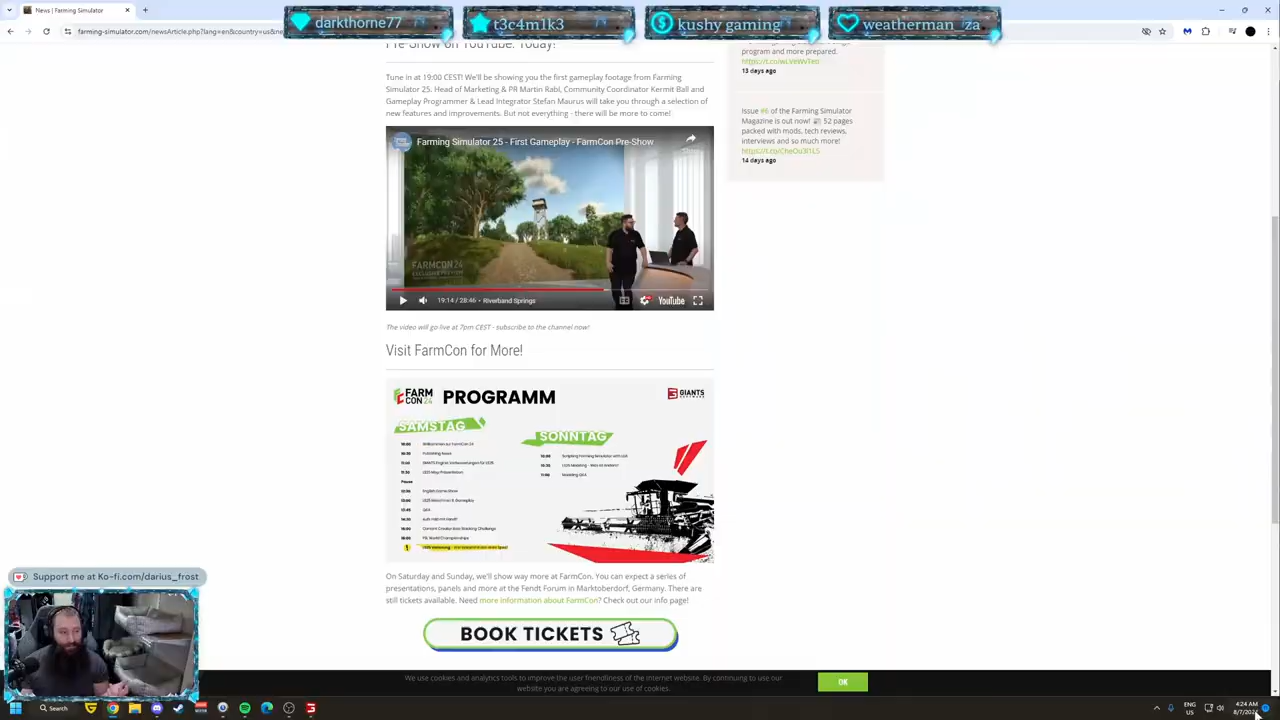 News | Farming Simulator
darkthorne77
t3c4m1k3
kushy gaming
weatherman_za
Pre-Show on YouTube: Today!
Tune in at 19:00 CEST! We'll be showing you the first gameplay footage from Farming
Simulator 25. Head of Marketing & PR Martin Rabl, Community Coordinator Kermit Ball and
Gameplay Programmer & Lead Integrator Stefan Maurus will take you through a selection of
new features and improvements. But not everything - there will be more to come!
Farming Simulator 25 - First Gameplay - FarmCon Pre-Show
FARMCON 24
EXCLUSIVE PREVIEW
19:14 / 28:46 • Riverbend Springs
YouTube
The video will go live at 7pm CEST - subscribe to the channel now!
Visit FarmCon for More!
FARM
CON 24
PROGRAMM
GIANTS
SOFTWARE
SAMSTAG
SONNTAG
Pause
Q&A
On Saturday and Sunday, we'll show way more at FarmCon. You can expect a series of
presentations, panels and more at the Fendt Forum in Marktoberdorf, Germany. There are
still tickets available. Need more information about FarmCon? Check out our info page!
BOOK TICKETS
program and more prepared.
13 days ago
Issue #6 of the Farming Simulator
Magazine is out now! 52 pages
packed with mods, tech reviews,
interviews and so much more!
14 days ago
Support me at Ko-fi.com/darius_frost
We use cookies and analytics tools to improve the user friendliness of the internet website. By continuing to use our
website you are agreeing to our use of cookies.
OK
Search
ENG
US
4:24 AM